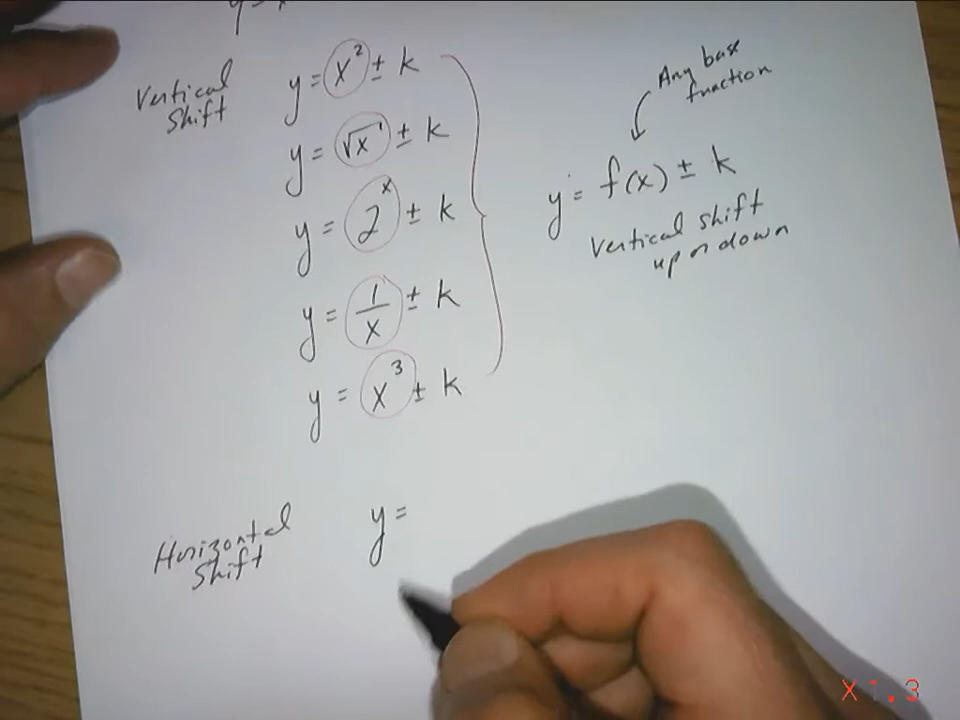 Vertical
Shift
y = x² ± k
y = √x ± k
y = 2ˣ ± k
y = 1/x ± k
y = x³ ± k
Any base
function
y = f(x) ± k
Vertical shift
up or down
Horizontal
Shift
y =